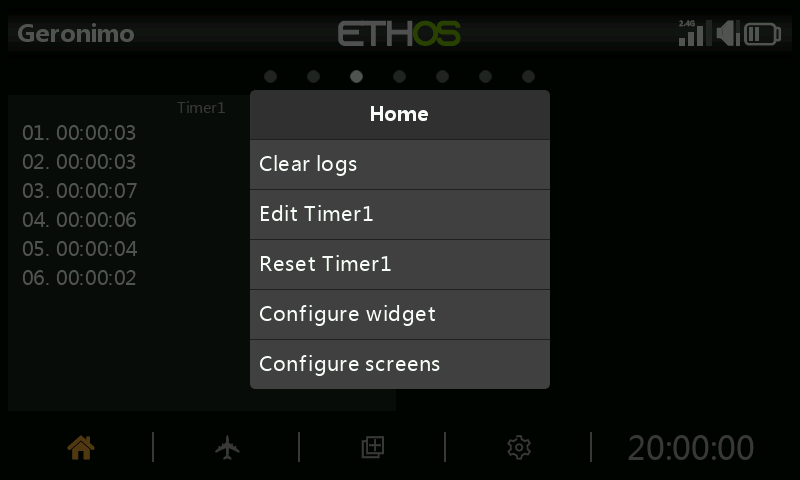 Geronimo
ETHOS
2.4G
Timer1
01. 00:00:03
02. 00:00:03
03. 00:00:07
04. 00:00:06
05. 00:00:04
06. 00:00:02
Home
Clear logs
Edit Timer1
Reset Timer1
Configure widget
Configure screens
20:00:00